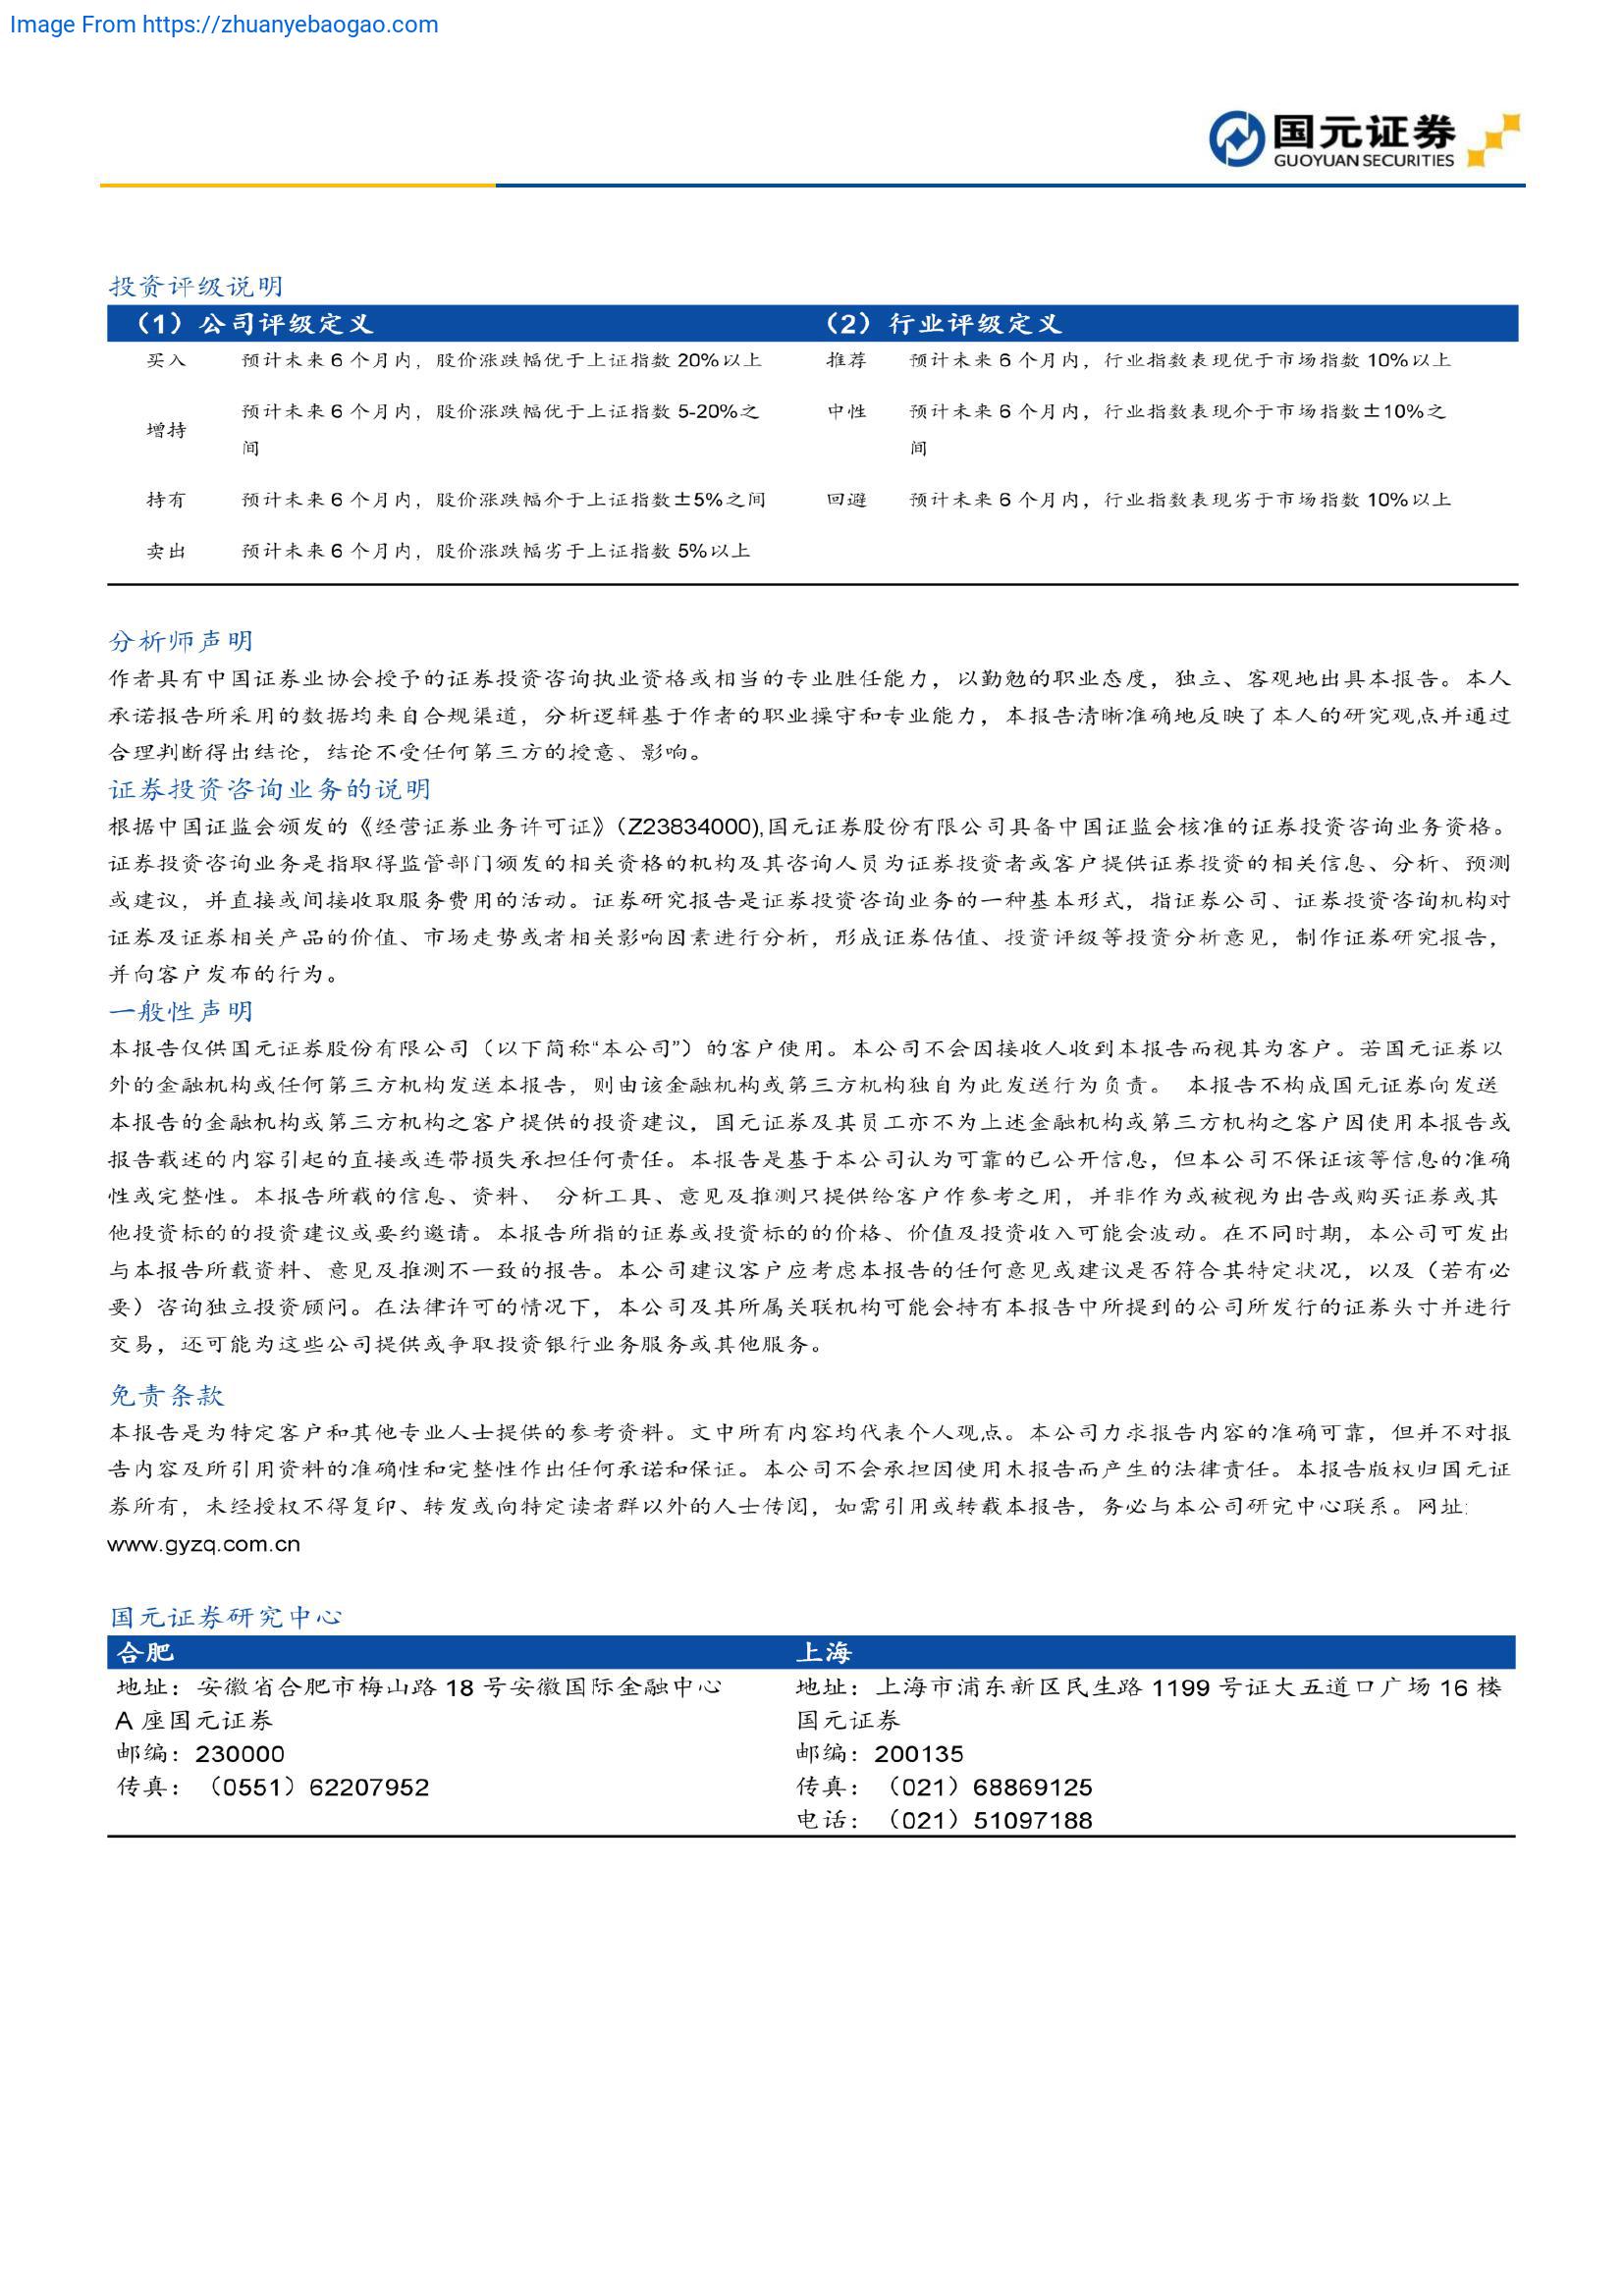 Image From https://zhuanyebaogao.com
国元证券
GUOYUAN SECURITIES
投资评级说明
（1）公司评级定义 （2）行业评级定义
买入 预计未来 6 个月内，股价涨跌幅优于上证指数 20%以上 推荐 预计未来 6 个月内，行业指数表现优于市场指数 10%以上
增持 预计未来 6 个月内，股价涨跌幅优于上证指数 5-20%之间 中性 预计未来 6 个月内，行业指数表现介于市场指数±10%之间
持有 预计未来 6 个月内，股价涨跌幅介于上证指数±5%之间 回避 预计未来 6 个月内，行业指数表现劣于市场指数 10%以上
卖出 预计未来 6 个月内，股价涨跌幅劣于上证指数 5%以上
分析师声明
作者具有中国证券业协会授予的证券投资咨询执业资格或相当的专业胜任能力，以勤勉的职业态度，独立、客观地出具本报告。本人
承诺报告所采用的数据均来自合规渠道，分析逻辑基于作者的职业操守和专业能力，本报告清晰准确地反映了本人的研究观点并通过
合理判断得出结论，结论不受任何第三方的授意、影响。
证券投资咨询业务的说明
根据中国证监会颁发的《经营证券业务许可证》（Z23834000),国元证券股份有限公司具备中国证监会核准的证券投资咨询业务资格。
证券投资咨询业务是指取得监管部门颁发的相关资格的机构及其咨询人员为证券投资者或客户提供证券投资的相关信息、分析、预测
或建议，并直接或间接收取服务费用的活动。证券研究报告是证券投资咨询业务的一种基本形式，指证券公司、证券投资咨询机构对
证券及证券相关产品的价值、市场走势或者相关影响因素进行分析，形成证券估值、投资评级等投资分析意见，制作证券研究报告，
并向客户发布的行为。
一般性声明
本报告仅供国元证券股份有限公司（以下简称“本公司”）的客户使用。本公司不会因接收人收到本报告而视其为客户。若国元证券以
外的金融机构或任何第三方机构发送本报告，则由该金融机构或第三方机构独自为此发送行为负责。 本报告不构成国元证券向发送
本报告的金融机构或第三方机构之客户提供的投资建议，国元证券及其员工亦不为上述金融机构或第三方机构之客户因使用本报告或
报告载述的内容引起的直接或连带损失承担任何责任。本报告是基于本公司认为可靠的已公开信息，但本公司不保证该等信息的准确
性或完整性。本报告所载的信息、资料、 分析工具、意见及推测只提供给客户作参考之用，并非作为或被视为出售或购买证券或其
他投资标的的投资建议或要约邀请。本报告所指的证券或投资标的的价格、价值及投资收入可能会波动。在不同时期，本公司可发出
与本报告所载资料、意见及推测不一致的报告。本公司建议客户应考虑本报告的任何意见或建议是否符合其特定状况，以及（若有必
要）咨询独立投资顾问。在法律许可的情况下，本公司及其所属关联机构可能会持有本报告中所提到的公司所发行的证券头寸并进行
交易，还可能为这些公司提供或争取投资银行业务服务或其他服务。
免责条款
本报告是为特定客户和其他专业人士提供的参考资料。文中所有内容均代表个人观点。本公司力求报告内容的准确可靠，但并不对报
告内容及所引用资料的准确性和完整性作出任何承诺和保证。本公司不会承担因使用本报告而产生的法律责任。本报告版权归国元证
券所有，未经授权不得复印、转发或向特定读者群以外的人士传阅，如需引用或转载本报告，务必与本公司研究中心联系。网址:
www.gyzq.com.cn
国元证券研究中心
合肥 上海
地址：安徽省合肥市梅山路 18 号安徽国际金融中心 地址：上海市浦东新区民生路 1199 号证大五道口广场 16 楼
A 座国元证券 国元证券
邮编：230000 邮编：200135
传真：（0551）62207952 传真：（021）68869125
电话：（021）51097188